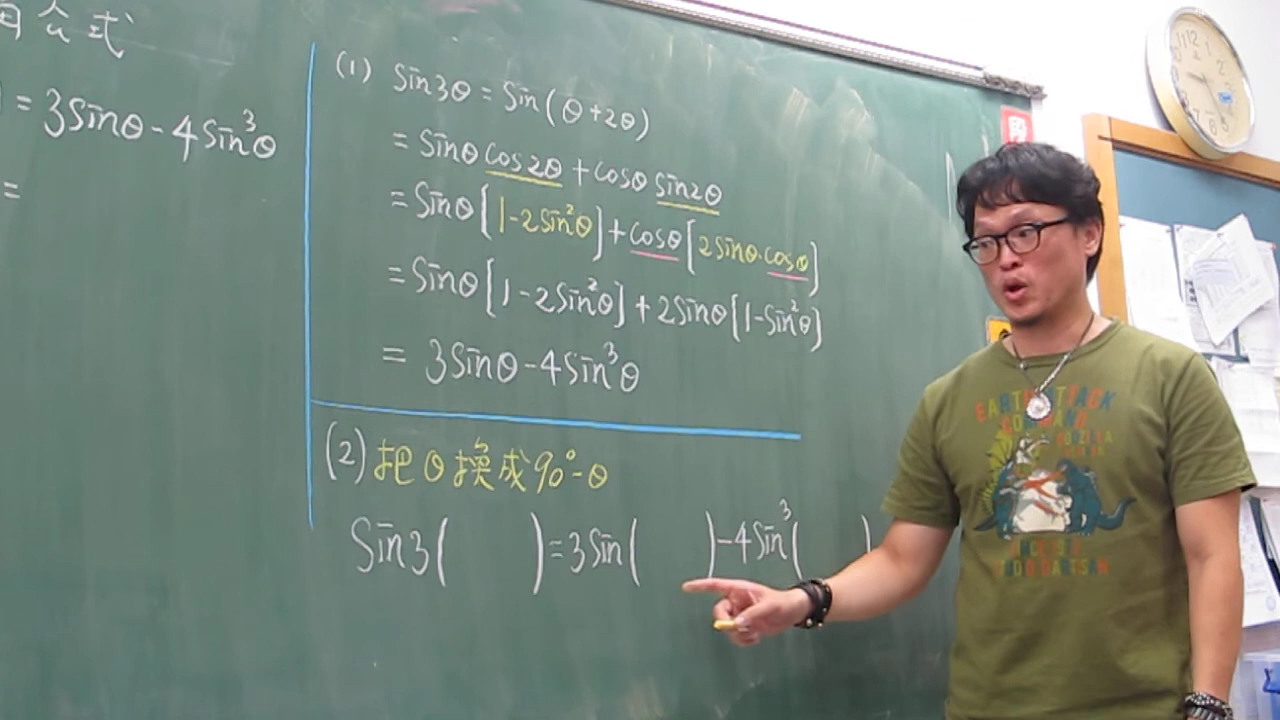 公式
= 3sinθ - 4sin³θ
=
(1) sin3θ = sin(θ+2θ)
= sinθ cos2θ + cosθ sin2θ
= sinθ[1-2sin²θ] + cosθ[2sinθ·cosθ]
= sinθ[1-2sin²θ] + 2sinθ[1-sin²θ]
= 3sinθ - 4sin³θ
(2) 把θ換成90°-θ
sin3( ) = 3sin( ) - 4sin³( )
EARTH ATTACK
COMMAND
GODZILLA